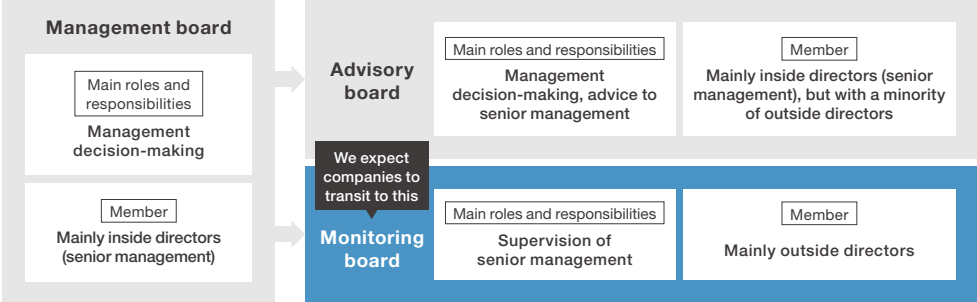 Management board
Main roles and
responsibilities
Management
decision-making
Member
Mainly inside directors
(senior management)
Advisory
board
Main roles and responsibilities
Management
decision-making, advice to
senior management
Member
Mainly inside directors (senior
management), but with a minority
of outside directors
We expect
companies to
transit to this
Monitoring
board
Main roles and responsibilities
Supervision of
senior management
Member
Mainly outside directors